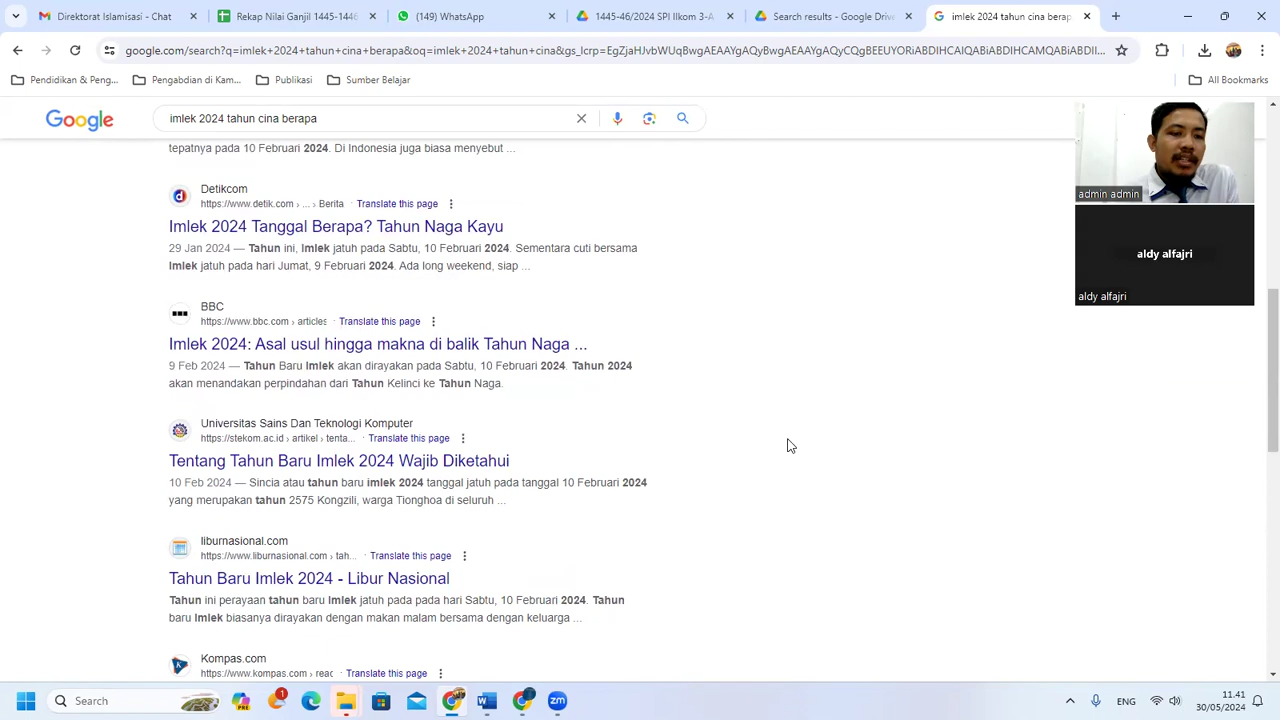 Direktorat Islamisasi - Chat
Rekap Nilai Ganjil 1445-1446
(149) WhatsApp
1445-46/2024 SPI Ilkom 3-A
Search results - Google Drive
imlek 2024 tahun cina berapa
google.com/search?q=imlek+2024+tahun+cina+berapa&oq=imlek+2024+tahun+cina&gs_lcrp=EgZjaHJvbWUqBwgAEAAYgAQyBwgAEAAYgAQyCQgBEEUYORiABDIHCAIQABiABDIHCAMQABiABDII...
Pendidikan & Peng...
Pengabdian di Kam...
Publikasi
Sumber Belajar
All Bookmarks
Google
imlek 2024 tahun cina berapa
tepatnya pada 10 Februari 2024. Di Indonesia juga biasa menyebut ...
Detikcom
https://www.detik.com › ... › Berita · Translate this page
Imlek 2024 Tanggal Berapa? Tahun Naga Kayu
29 Jan 2024 — Tahun ini, Imlek jatuh pada Sabtu, 10 Februari 2024. Sementara cuti bersama
Imlek jatuh pada hari Jumat, 9 Februari 2024. Ada long weekend, siap ...
BBC
https://www.bbc.com › articles · Translate this page
Imlek 2024: Asal usul hingga makna di balik Tahun Naga ...
9 Feb 2024 — Tahun Baru Imlek akan dirayakan pada Sabtu, 10 Februari 2024. Tahun 2024
akan menandakan perpindahan dari Tahun Kelinci ke Tahun Naga.
Universitas Sains Dan Teknologi Komputer
https://stekom.ac.id › artikel › tenta... · Translate this page
Tentang Tahun Baru Imlek 2024 Wajib Diketahui
10 Feb 2024 — Sincia atau tahun baru imlek 2024 tanggal jatuh pada tanggal 10 Februari 2024
yang merupakan tahun 2575 Kongzili, warga Tionghoa di seluruh ...
liburnasional.com
https://www.liburnasional.com › tah... · Translate this page
Tahun Baru Imlek 2024 - Libur Nasional
Tahun ini perayaan tahun baru Imlek jatuh pada pada hari Sabtu, 10 Februari 2024. Tahun
baru Imlek biasanya dirayakan dengan makan malam bersama dengan keluarga ...
Kompas.com
https://www.kompas.com › reac · Translate this page
admin admin
aldy alfajri
aldy alfajri
Search
PRE
1
zm
ENG
11.41
30/05/2024